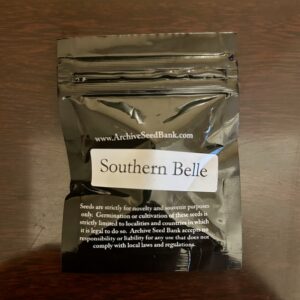 www.ArchiveSeedBank.com
Southern Belle
Seeds are strictly for novelty and souvenir purposes
only. Germination or cultivation of these seeds is
strictly limited to localities and countries in which
it is legal to do so. Archive Seed Bank accepts no
responsibility or liability for any use that does not
comply with local laws and regulations.